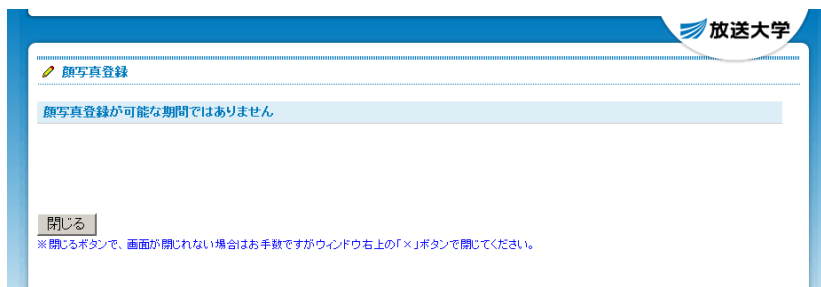 放送大学
顔写真登録
顔写真登録が可能な期間ではありません
閉じる
※閉じるボタンで、画面が閉じれない場合はお手数ですがウィンドウ右上の「×」ボタンで閉じてください。